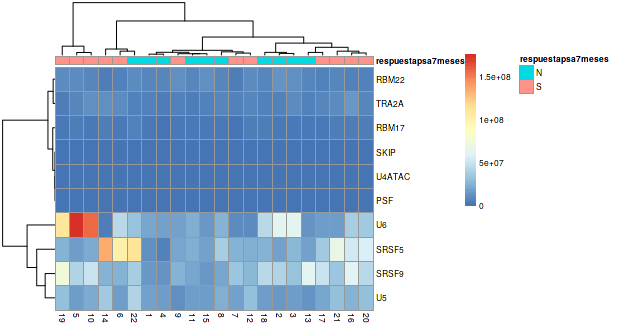 respuestapsa7meses
RBM22
TRA2A
RBM17
SKIP
U4ATAC
PSF
U6
SRSF5
SRSF9
U5
19 5 10 14 6 22 1 4 9 11 15 8 7 12 18 2 3 13 17 21 16 20
1.5e+08
1e+08
5e+07
0
respuestapsa7meses
N
S